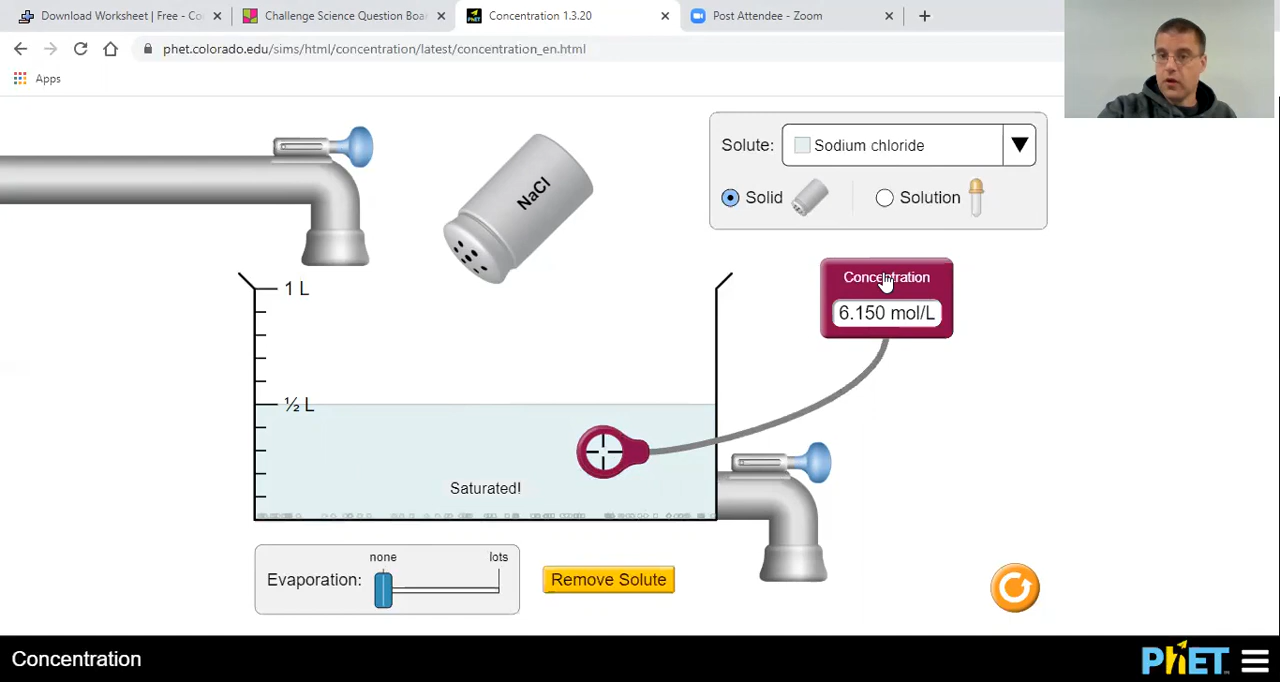 Download Worksheet | Free - Co
Challenge Science Question Boar
Concentration 1.3.20
Post Attendee - Zoom
phet.colorado.edu/sims/html/concentration/latest/concentration_en.html
Apps
NaCl
Solute: Sodium chloride
Solid
Solution
1 L
Concentration
6.150 mol/L
½ L
Saturated!
none lots
Evaporation:
Remove Solute
Concentration
PhET